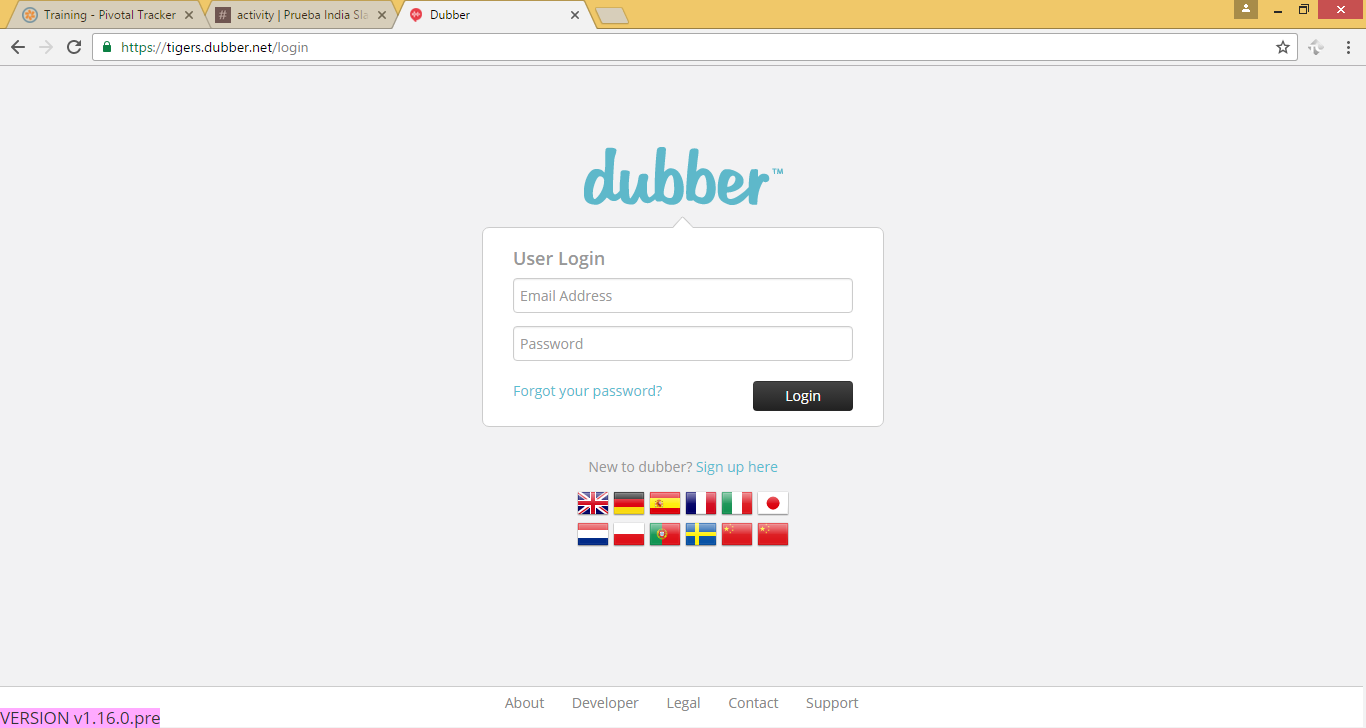 Training - Pivotal Tracker
# activity | Prueba India Sla
Dubber
https://tigers.dubber.net/login
dubber™
User Login
Email Address
Password
Forgot your password?
Login
New to dubber? Sign up here
About Developer Legal Contact Support
VERSION v1.16.0.pre